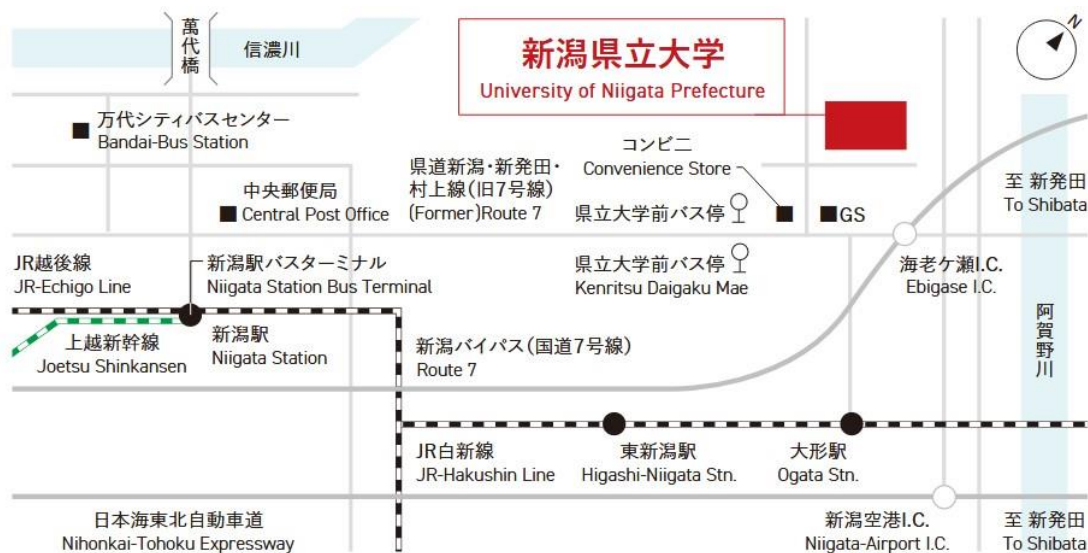 萬代橋
信濃川
新潟県立大学
University of Niigata Prefecture
N
万代シティバスセンター
Bandai-Bus Station
中央郵便局
Central Post Office
県道新潟・新発田・
村上線(旧7号線)
(Former)Route 7
コンビニ
Convenience Store
県立大学前バス停
GS
至 新発田
To Shibata
県立大学前バス停
Kenritsu Daigaku Mae
海老ケ瀬I.C.
Ebigase I.C.
JR越後線
JR-Echigo Line
新潟駅バスターミナル
Niigata Station Bus Terminal
上越新幹線
Joetsu Shinkansen
新潟駅
Niigata Station
新潟バイパス(国道7号線)
Route 7
阿賀野川
JR白新線
JR-Hakushin Line
東新潟駅
Higashi-Niigata Stn.
大形駅
Ogata Stn.
日本海東北自動車道
Nihonkai-Tohoku Expressway
新潟空港I.C.
Niigata-Airport I.C.
至 新発田
To Shibata